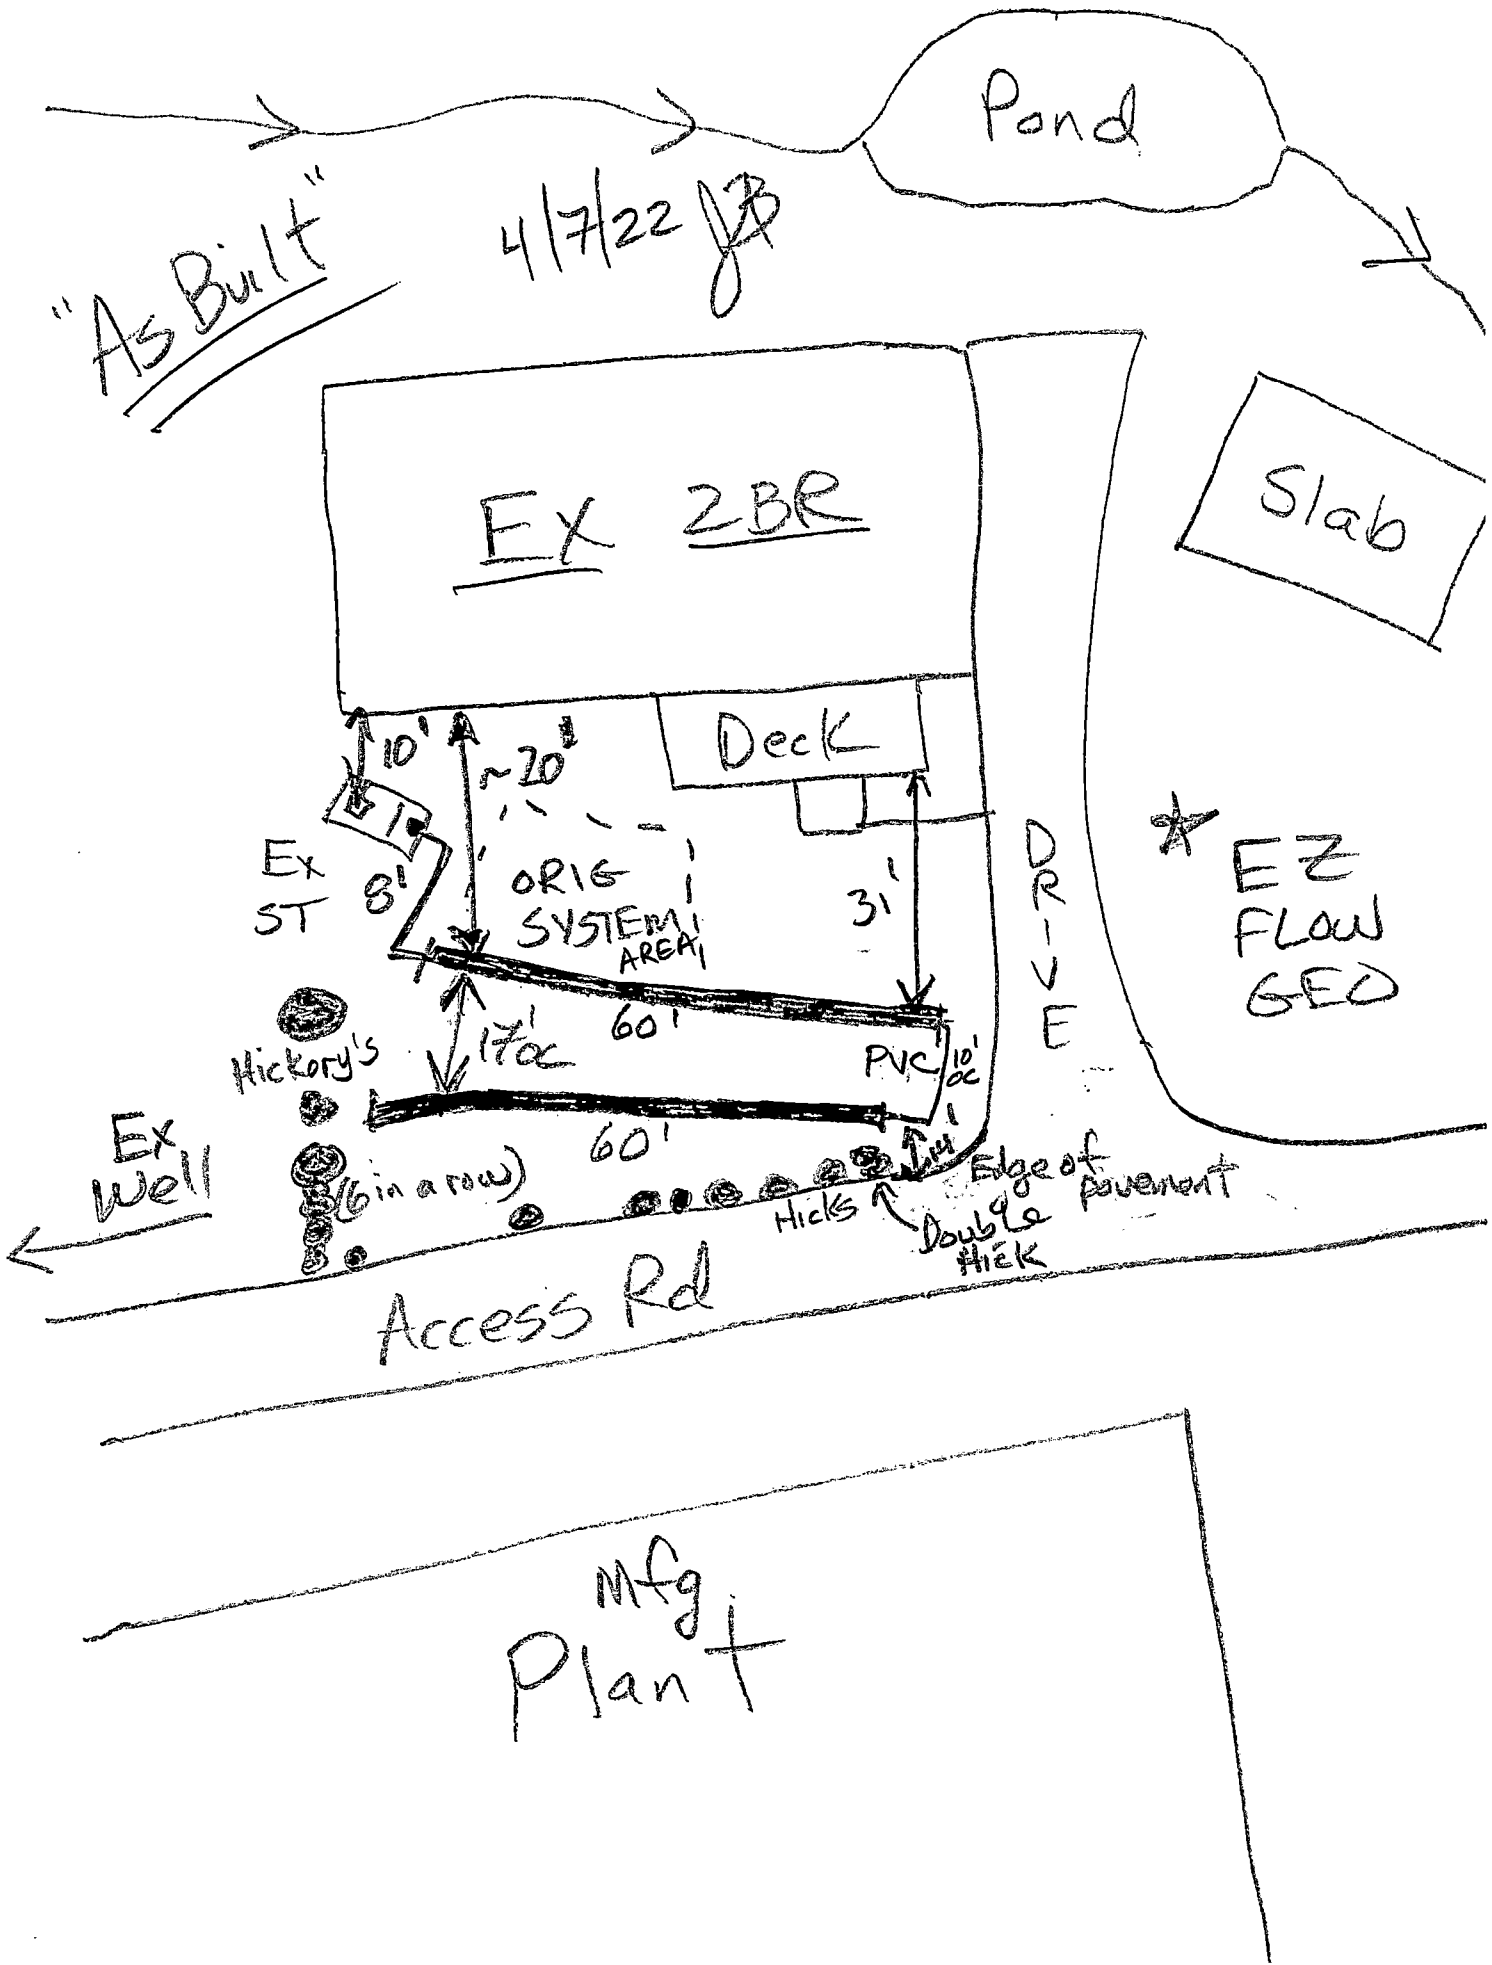 Pond
"As Built"
4/7/22 JB
Ex 2BR
Slab
Deck
10'
~20'
Ex
ST
8'
ORIG
SYSTEM
AREA
31'
DRIVE
* EZ
FLOW
GEO
60'
17'
OC
PVC
10'
OC
Hickory's
(6 in a row)
Ex
Well
60'
14'
Edge of
pavement
Hicks
Double
Hick
Access Rd
Mfg
Plant